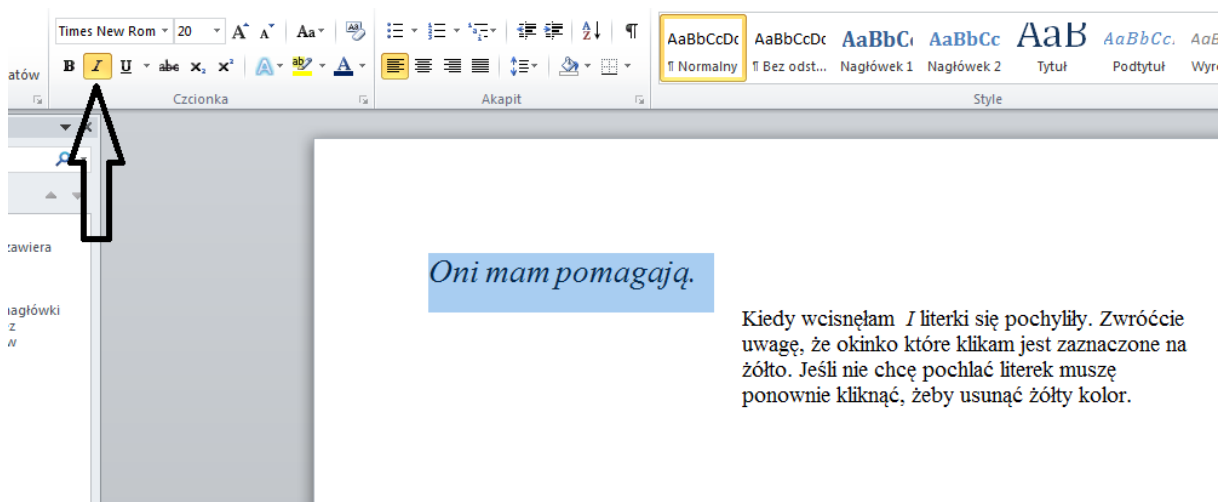 Times New Rom 20 A A Aa
atów B I U abe x₂ x² A ab A
Czcionka
Akapit
A Z ¶
AaBbCcDc AaBbCcDc AaBbC AaBbCc AaB AaBbCc.
¶ Normalny ¶ Bez odst... Nagłówek 1 Nagłówek 2 Tytuł Podtytuł Wyró
Style
zawiera
nagłówki
z
w
Oni mam pomagają.
Kiedy wcisnęłam I literki się pochyliły. Zwróćcie
uwagę, że okinko które klikam jest zaznaczone na
żółto. Jeśli nie chcę pochlać literek muszę
ponownie kliknąć, żeby usunąć żółty kolor.